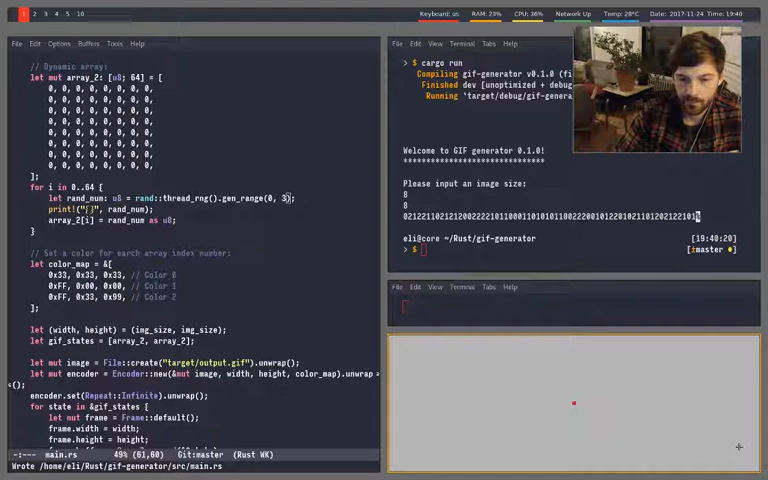 1 2 3 4 5 10
Keyboard: us RAM: 23% CPU: 36% Network Up Temp: 28°C Date: 2017-11-24 Time: 19:40
File Edit Options Buffers Tools Help
// Dynamic array:
let mut array_2: [u8; 64] = [
0, 0, 0, 0, 0, 0, 0, 0,
0, 0, 0, 0, 0, 0, 0, 0,
0, 0, 0, 0, 0, 0, 0, 0,
0, 0, 0, 0, 0, 0, 0, 0,
0, 0, 0, 0, 0, 0, 0, 0,
0, 0, 0, 0, 0, 0, 0, 0,
0, 0, 0, 0, 0, 0, 0, 0,
0, 0, 0, 0, 0, 0, 0, 0,
];
for i in 0..64 {
let rand_num: u8 = rand::thread_rng().gen_range(0, 3);
print!("{}", rand_num);
array_2[i] = rand_num as u8;
}
// Set a color for earch array index number:
let color_map = &[
0x33, 0x33, 0x33, // Color 0
0xFF, 0x00, 0x00, // Color 1
0xFF, 0x33, 0x99, // Color 2
];
let (width, height) = (img_size, img_size);
let gif_states = [array_2, array_2];
let mut image = File::create("target/output.gif").unwrap();
let mut encoder = Encoder::new(&mut image, width, height, color_map).unwrap
();
encoder.set(Repeat::Infinite).unwrap();
for state in &gif_states {
let mut frame = Frame::default();
frame.width = width;
frame.height = height;
-:--- main.rs 49% (61,60) Git:master (Rust WK)
Wrote /home/eli/Rust/gif-generator/src/main.rs
File Edit View Terminal Tabs Help
> $ cargo run
Compiling gif-generator v0.1.0 (fi
Finished dev [unoptimized + debug
Running `target/debug/gif-genera
Welcome to GIF generator 0.1.0!
*******************************
Please input an image size:
8
8
eli@core ~/Rust/gif-generator [19:40:20]
> $ [±master ●]
File Edit View Terminal Tabs Help